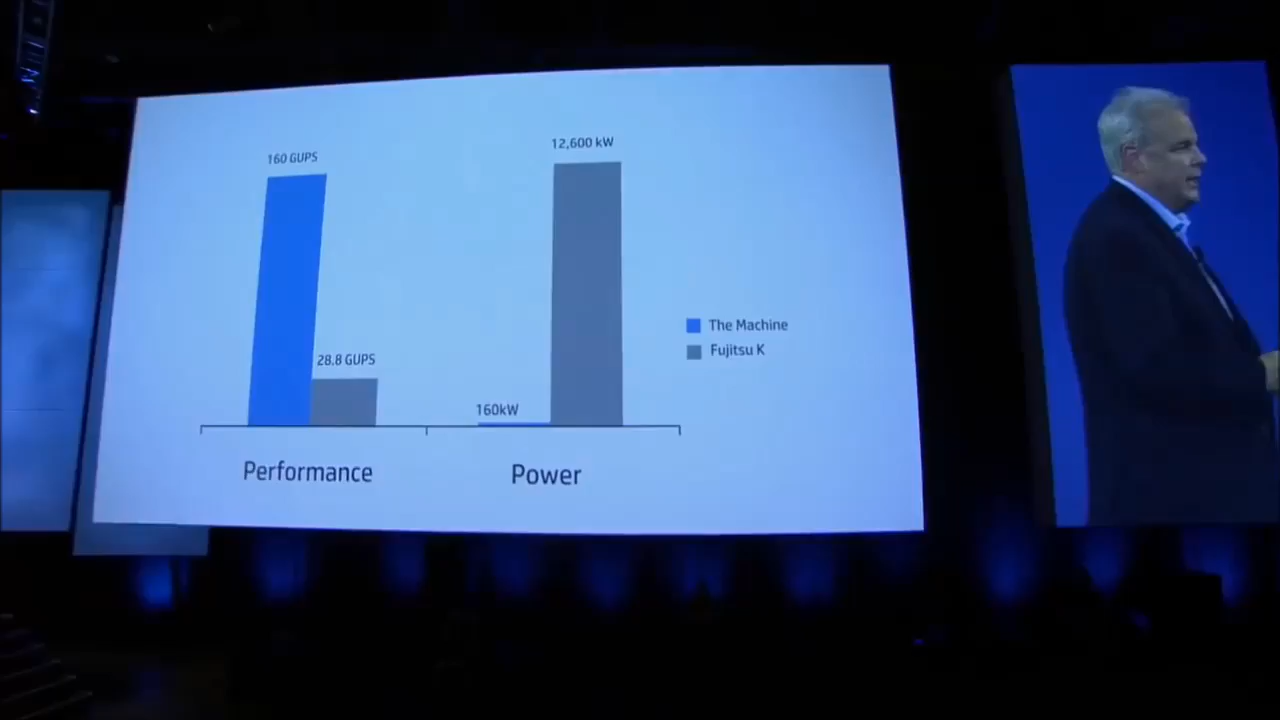 160 GUPS
28.8 GUPS
12,600 kW
160kW
The Machine
Fujitsu K
Performance
Power